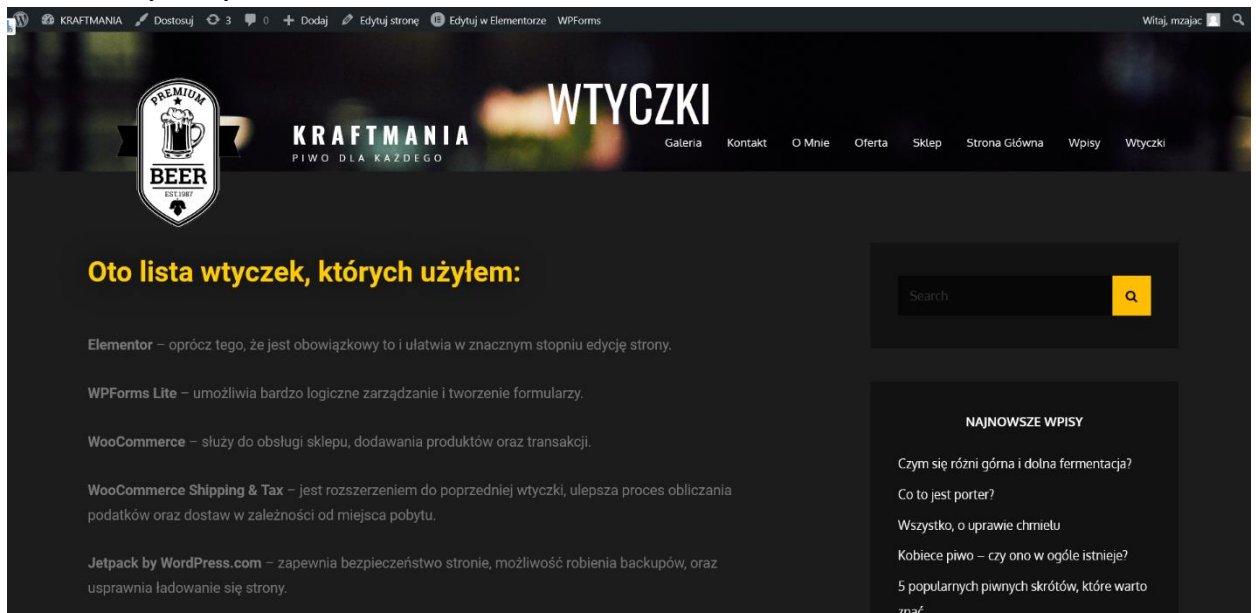 KRAFTMANIA Dostosuj 3 0 Dodaj Edytuj stronę Edytuj w Elementorze WPForms Witaj, mzajac
PREMIUM
BEER
EST.1987
KRAFTMANIA
PIWO DLA KAŻDEGO
WTYCZKI
Galeria Kontakt O Mnie Oferta Sklep Strona Główna Wpisy Wtyczki
Oto lista wtyczek, których użyłem:
Elementor – oprócz tego, że jest obowiązkowy to i ułatwia w znacznym stopniu edycję strony.
WPForms Lite – umożliwia bardzo logiczne zarządzanie i tworzenie formularzy.
WooCommerce – służy do obsługi sklepu, dodawania produktów oraz transakcji.
WooCommerce Shipping & Tax – jest rozszerzeniem do poprzedniej wtyczki, ulepsza proces obliczania
podatków oraz dostaw w zależności od miejsca pobytu.
Jetpack by WordPress.com – zapewnia bezpieczeństwo stronie, możliwość robienia backupów, oraz
usprawnia ładowanie się strony.
Search
NAJNOWSZE WPISY
Czym się różni górna i dolna fermentacja?
Co to jest porter?
Wszystko, o uprawie chmielu
Kobiece piwo – czy ono w ogóle istnieje?
5 popularnych piwnych skrótów, które warto
znać